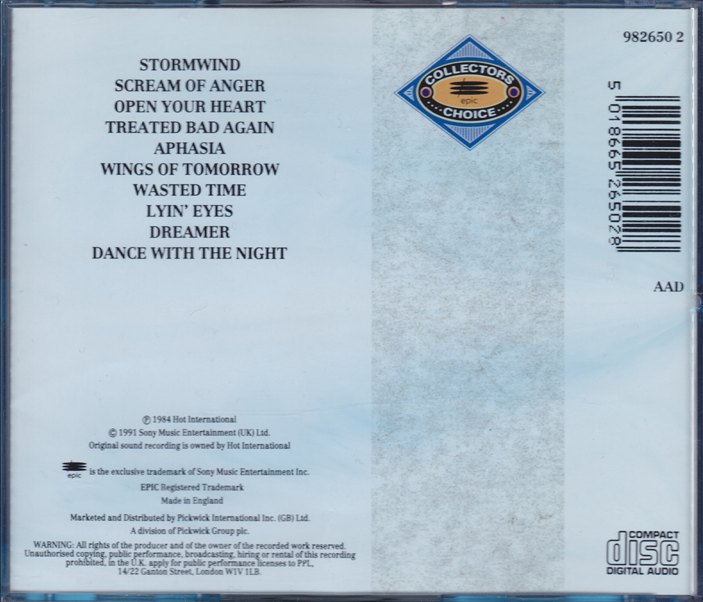 STORMWIND
SCREAM OF ANGER
OPEN YOUR HEART
TREATED BAD AGAIN
APHASIA
WINGS OF TOMORROW
WASTED TIME
LYIN' EYES
DREAMER
DANCE WITH THE NIGHT
COLLECTORS
epic
CHOICE
982650 2
5 018665 265028
AAD
℗ 1984 Hot International
© 1991 Sony Music Entertainment (UK) Ltd.
Original sound recording is owned by Hot International
epic is the exclusive trademark of Sony Music Entertainment Inc.
EPIC Registered Trademark
Made in England
Marketed and Distributed by Pickwick International Inc. (GB) Ltd.
A division of Pickwick Group plc.
WARNING: All rights of the producer and of the owner of the recorded work reserved.
Unauthorised copying, public performance, broadcasting, hiring or rental of this recording
prohibited, in the U.K. apply for public performance licenses to PPL,
14/22 Ganton Street, London W1V 1LB.
COMPACT
disc
DIGITAL AUDIO